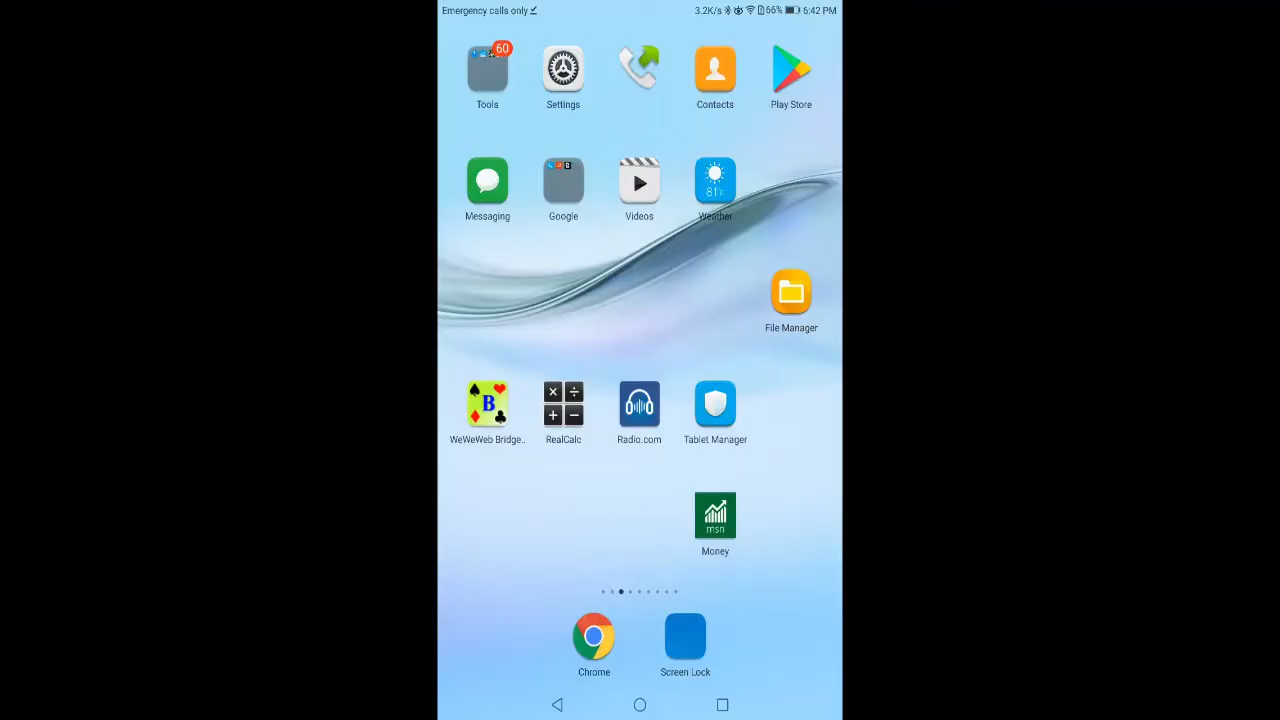 Emergency calls only
3.2K/s 66% 6:42 PM
60
Tools
Settings
Contacts
Play Store
B
81°F
Messaging
Google
Videos
Weather
File Manager
B
WeWeWeb Bridge..
RealCalc
Radio.com
Tablet Manager
msn
Money
Chrome
Screen Lock